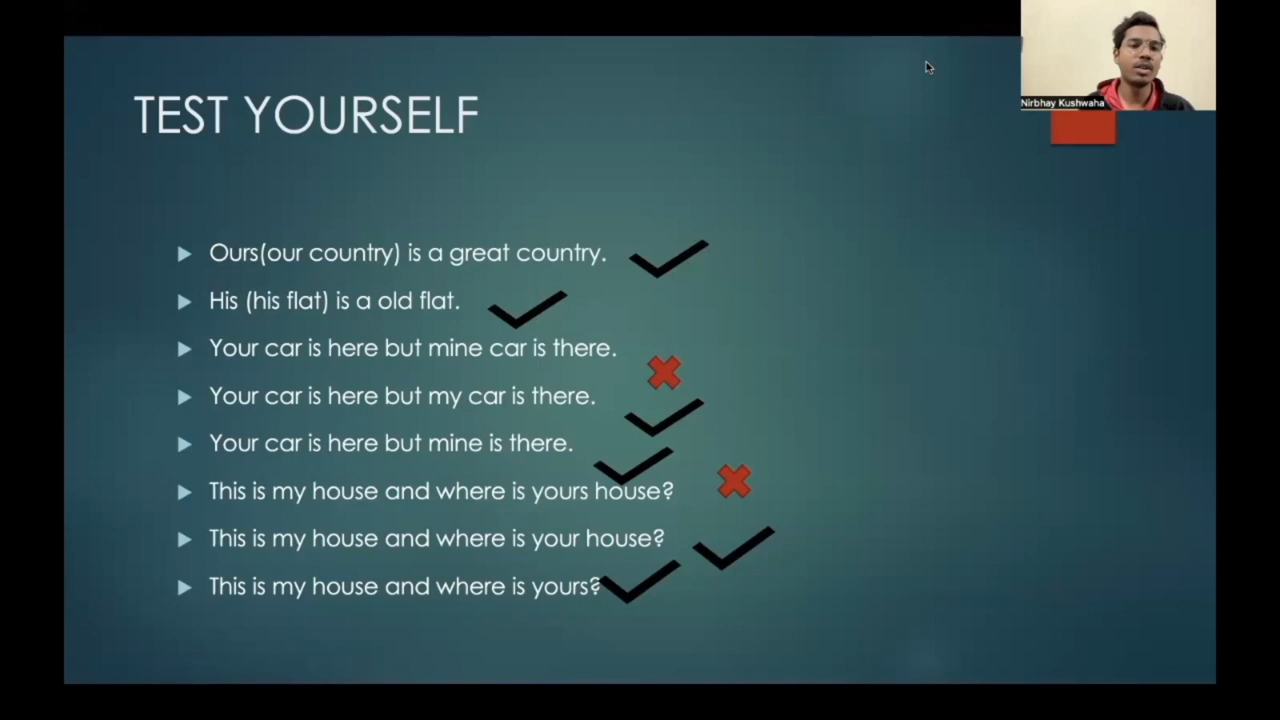 Nirbhay Kushwaha
TEST YOURSELF
Ours(our country) is a great country.
His (his flat) is a old flat.
Your car is here but mine car is there.
Your car is here but my car is there.
Your car is here but mine is there.
This is my house and where is yours house?
This is my house and where is your house?
This is my house and where is yours?